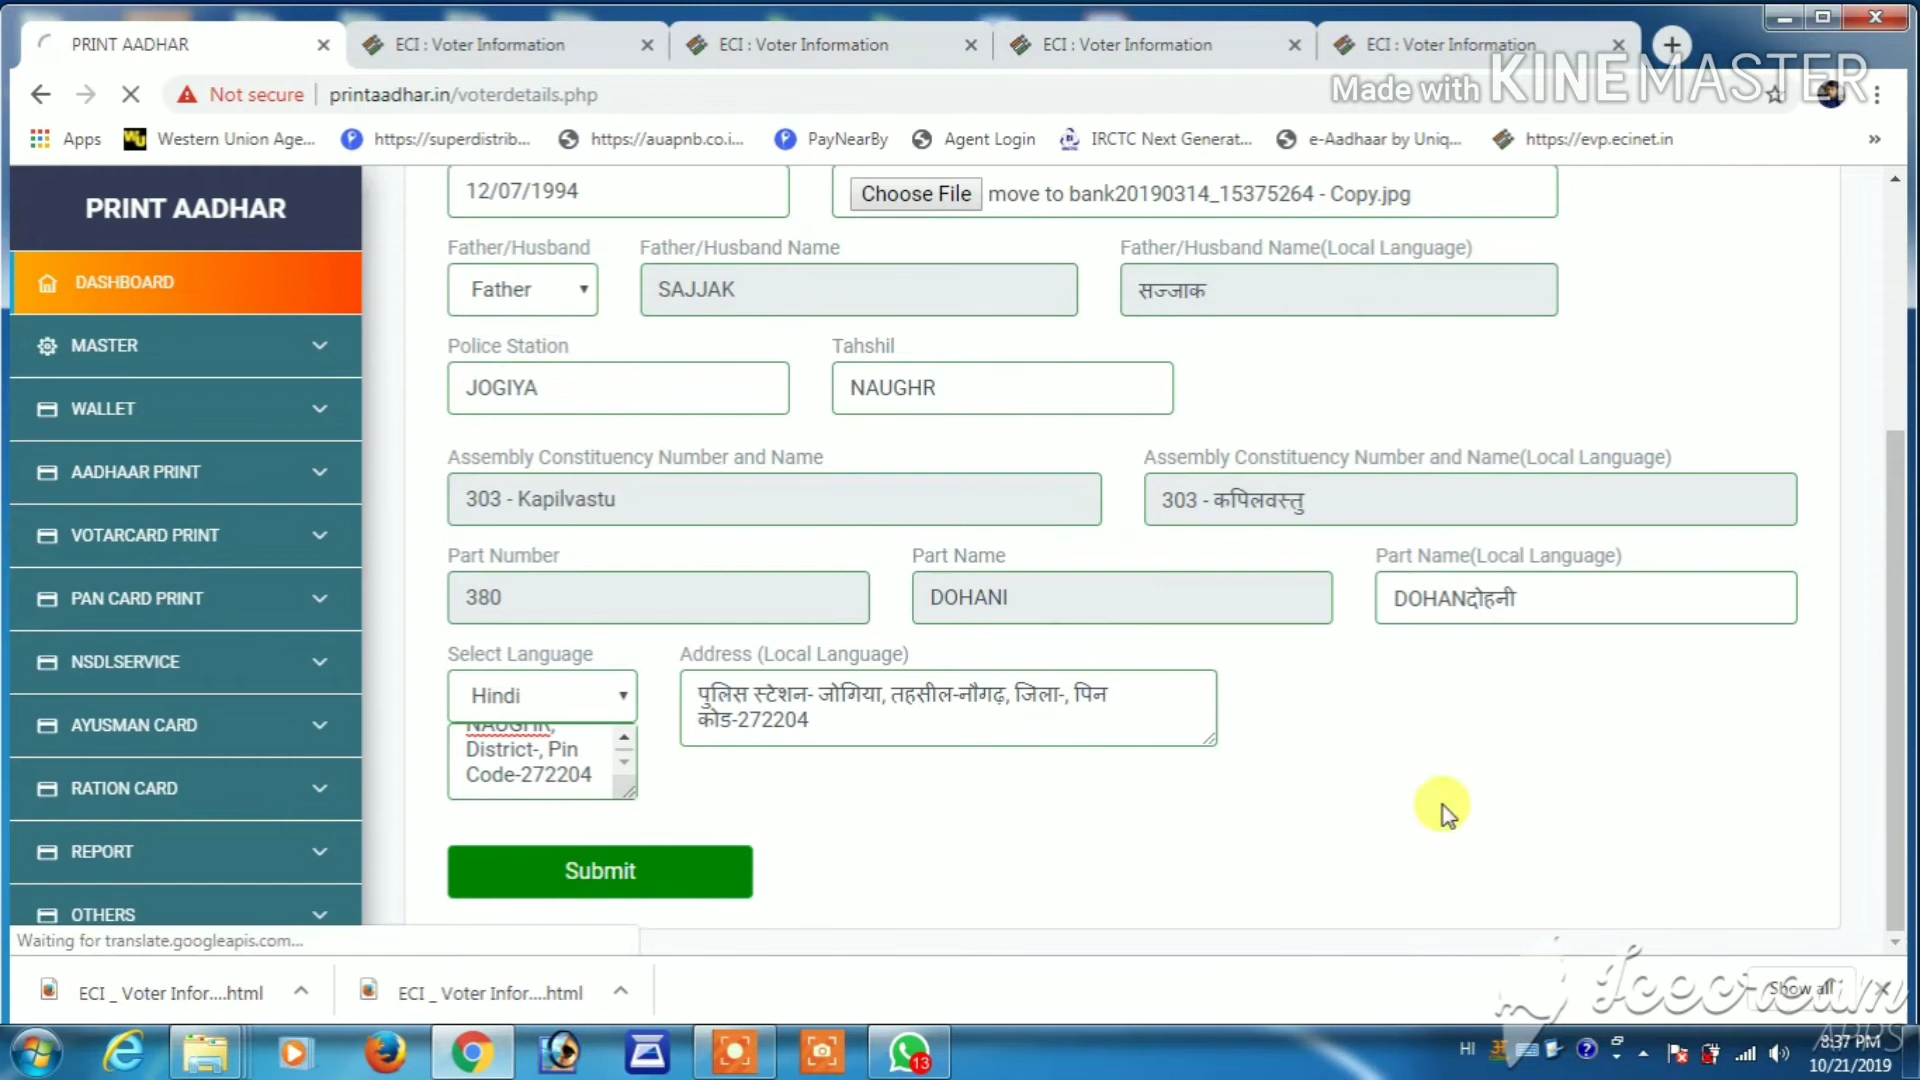 PRINT AADHAR
ECI : Voter Information
ECI : Voter Information
ECI : Voter Information
ECI : Voter Information
Made with KINEMASTER
Not secure
printaadhar.in/voterdetails.php
Apps
Western Union Age...
https://superdistrib...
https://auapnb.co.i...
PayNearBy
Agent Login
IRCTC Next Generat...
e-Aadhaar by Uniq...
https://evp.ecinet.in
»
PRINT AADHAR
DASHBOARD
MASTER
WALLET
AADHAAR PRINT
VOTARCARD PRINT
PAN CARD PRINT
NSDLSERVICE
AYUSMAN CARD
RATION CARD
REPORT
OTHERS
12/07/1994
Choose File move to bank20190314_15375264 - Copy.jpg
Father/Husband
Father/Husband Name
Father/Husband Name(Local Language)
Father
SAJJAK
सज्जाक
Police Station
Tahshil
JOGIYA
NAUGHR
Assembly Constituency Number and Name
Assembly Constituency Number and Name(Local Language)
303 - Kapilvastu
303 - कपिलवस्तु
Part Number
Part Name
Part Name(Local Language)
380
DOHANI
DOHANदोहनी
Select Language
Address (Local Language)
Hindi
पुलिस स्टेशन- जोगिया, तहसील-नौगढ़, जिला-, पिन
कोड-272204
NAUGHR,
District-, Pin
Code-272204
Submit
Waiting for translate.googleapis.com...
ECI _ Voter Infor....html
ECI _ Voter Infor....html
Show all
Icecream
APPS
13
HI
8:37 PM
10/21/2019